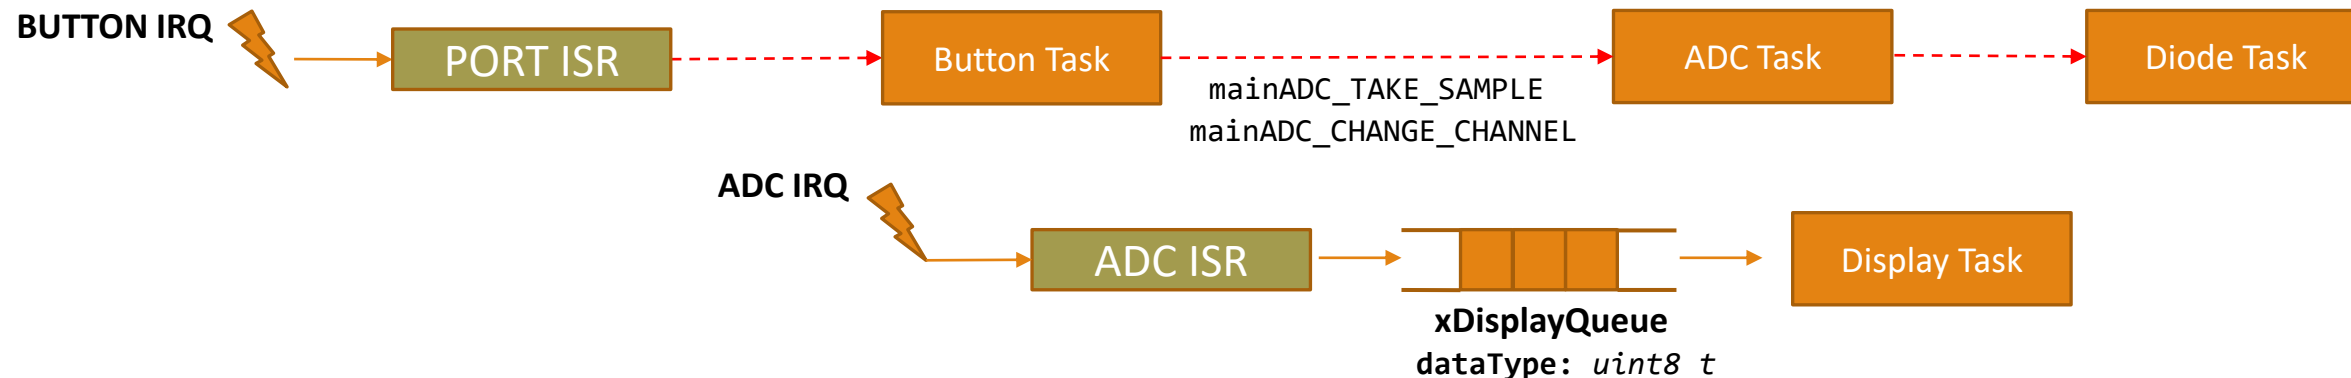 BUTTON IRQ
PORT ISR
Button Task
ADC Task
Diode Task
mainADC_TAKE_SAMPLE
mainADC_CHANGE_CHANNEL
ADC IRQ
ADC ISR
Display Task
xDisplayQueue
dataType: uint8 t